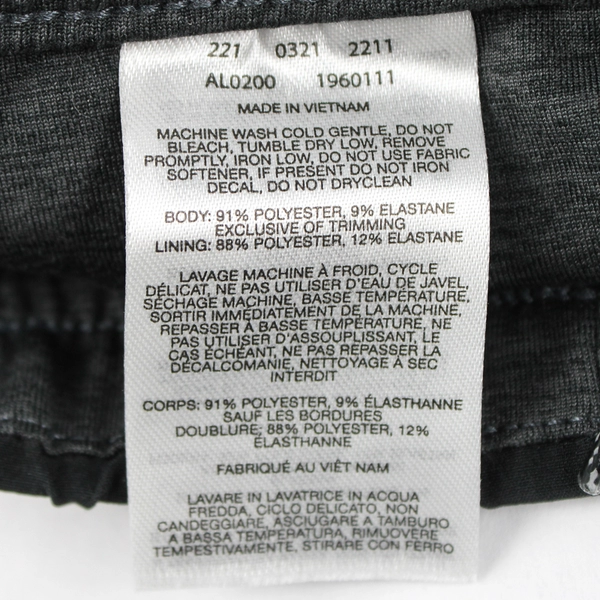 221 0321 2211
AL0200 1960111
MADE IN VIETNAM
MACHINE WASH COLD GENTLE, DO NOT
BLEACH, TUMBLE DRY LOW, REMOVE
PROMPTLY, IRON LOW, DO NOT USE FABRIC
SOFTENER, IF PRESENT DO NOT IRON
DECAL, DO NOT DRYCLEAN
BODY: 91% POLYESTER, 9% ELASTANE
EXCLUSIVE OF TRIMMING
LINING: 88% POLYESTER, 12% ELASTANE
LAVAGE MACHINE À FROID, CYCLE
DÉLICAT, NE PAS UTILISER D'EAU DE JAVEL,
SÉCHAGE MACHINE, BASSE TEMPÉRATURE,
SORTIR IMMÉDIATEMENT DE LA MACHINE,
REPASSER À BASSE TEMPÉRATURE, NE
PAS UTILISER D'ASSOUPLISSANT, LE
CAS ÉCHÉANT, NE PAS REPASSER LA
DÉCALCOMANIE, NETTOYAGE À SEC
INTERDIT
CORPS: 91% POLYESTER, 9% ÉLASTHANNE
SAUF LES BORDURES
DOUBLURE: 88% POLYESTER, 12%
ÉLASTHANNE
FABRIQUÉ AU VIÊT NAM
LAVARE IN LAVATRICE IN ACQUA
FREDDA, CICLO DELICATO, NON
CANDEGGIARE, ASCIUGARE A TAMBURO
A BASSA TEMPERATURA, RIMUOVERE
TEMPESTIVAMENTE, STIRARE CON FERRO